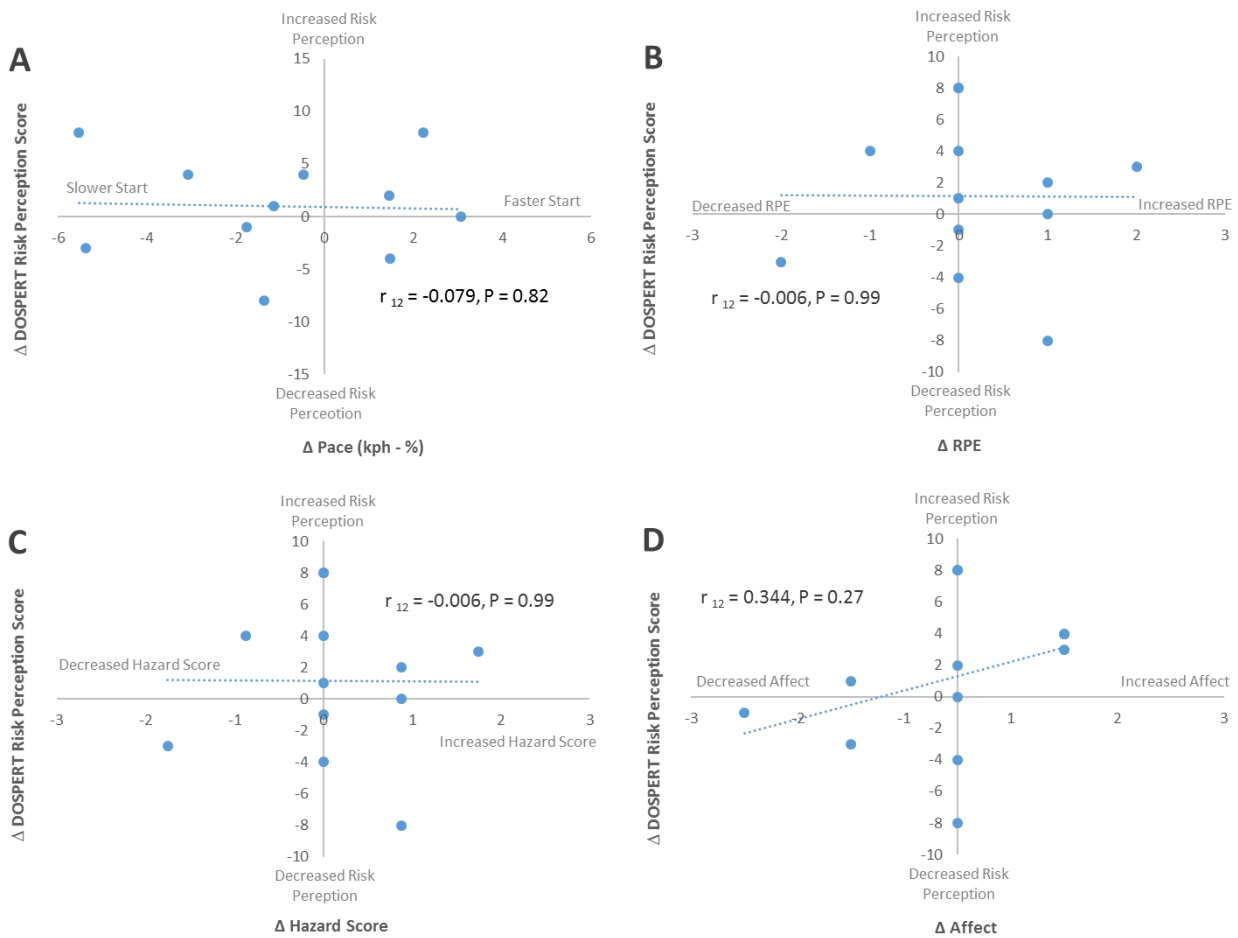 A
Increased Risk
Perception
Δ DOSPERT Risk Perception Score
15
10
5
0
-5
-10
-15
Slower Start
Faster Start
-6
-4
-2
0
2
4
6
r 12 = -0.079, P = 0.82
Decreased Risk
Perceotion
Δ Pace (kph - %)
B
Increased Risk
Perception
Δ DOSPERT Risk Perception Score
10
8
6
4
2
0
-2
-4
-6
-8
-10
Decreased RPE
Increased RPE
-3
-2
-1
0
1
2
3
r 12 = -0.006, P = 0.99
Decreased Risk
Perception
Δ RPE
C
Increased Risk
Perception
Δ DOSPERT Risk Perception Score
10
8
6
4
2
0
-2
-4
-6
-8
-10
r 12 = -0.006, P = 0.99
Decreased Hazard Score
-3
-2
-1
0
1
2
3
Increased Hazard Score
Decreased Risk
Pereption
Δ Hazard Score
D
Increased Risk
Perception
Δ DOSPERT Risk Perception Score
10
8
6
4
2
0
-2
-4
-6
-8
-10
r 12 = 0.344, P = 0.27
Decreased Affect
Increased Affect
-3
-2
-1
1
2
3
Decreased Risk
Perception
Δ Affect